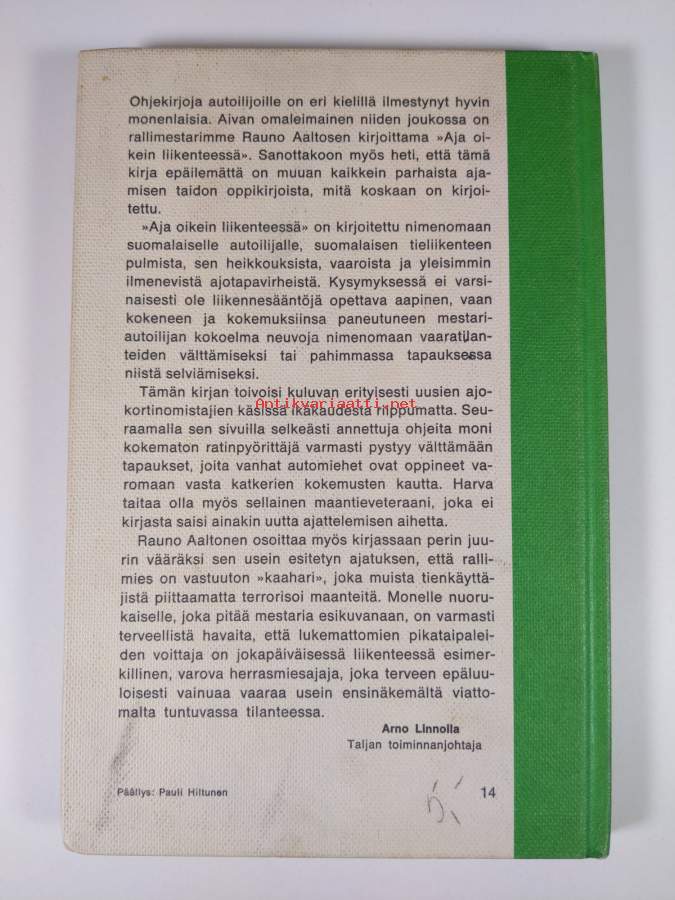 Ohjekirjoja autoilijoille on eri kielillä ilmestynyt hyvin
monenlaisia. Aivan omaleimainen niiden joukossa on
rallimestarimme Rauno Aaltosen kirjoittama »Aja oi-
kein liikenteessä». Sanottakoon myös heti, että tämä
kirja epäilemättä on muuan kaikkein parhaista aja-
misen taidon oppikirjoista, mitä koskaan on kirjoi-
tettu.
»Aja oikein liikenteessä» on kirjoitettu nimenomaan
suomalaiselle autoilijalle, suomalaisen tieliikenteen
pulmista, sen heikkouksista, vaaroista ja yleisimmin
ilmenevistä ajotapavirheistä. Kysymyksessä ei varsi-
naisesti ole liikennesääntöjä opettava aapinen, vaan
kokeneen ja kokemuksiinsa paneutuneen mestari-
autoilijan kokoelma neuvoja nimenomaan vaaratilan-
teiden välttämiseksi tai pahimmassa tapauksessa
niistä selviämiseksi.
Tämän kirjan toivoisi kuluvan erityisesti uusien ajo-
kortinomistajien käsissä ikäkaudesta riippumatta. Seu-
Antikvariaatti.net
raamalla sen sivuilla selkeästi annettuja ohjeita moni
kokematon ratinpyörittäjä varmasti pystyy välttämään
tapaukset, joita vanhat automiehet ovat oppineet va-
romaan vasta katkerien kokemusten kautta. Harva
taitaa olla myös sellainen maantieveteraani, joka ei
kirjasta saisi ainakin uutta ajattelemisen aihetta.
Rauno Aaltonen osoittaa myös kirjassaan perin juu-
rin vääräksi sen usein esitetyn ajatuksen, että ralli-
mies on vastuuton »kaahari», joka muista tienkäyttä-
jistä piittaamatta terrorisoi maanteitä. Monelle nuoru-
kaiselle, joka pitää mestaria esikuvanaan, on varmasti
terveellistä havaita, että lukemattomien pikataipalei-
den voittaja on jokapäiväisessä liikenteessä esimer-
killinen, varova herrasmiesajaja, joka terveen epäluu-
loisesti vainuaa vaaraa usein ensinäkemältä viatto-
malta tuntuvassa tilanteessa.
Arno Linnolla
Taljan toiminnanjohtaja
Päällys: Pauli Hiltunen
14